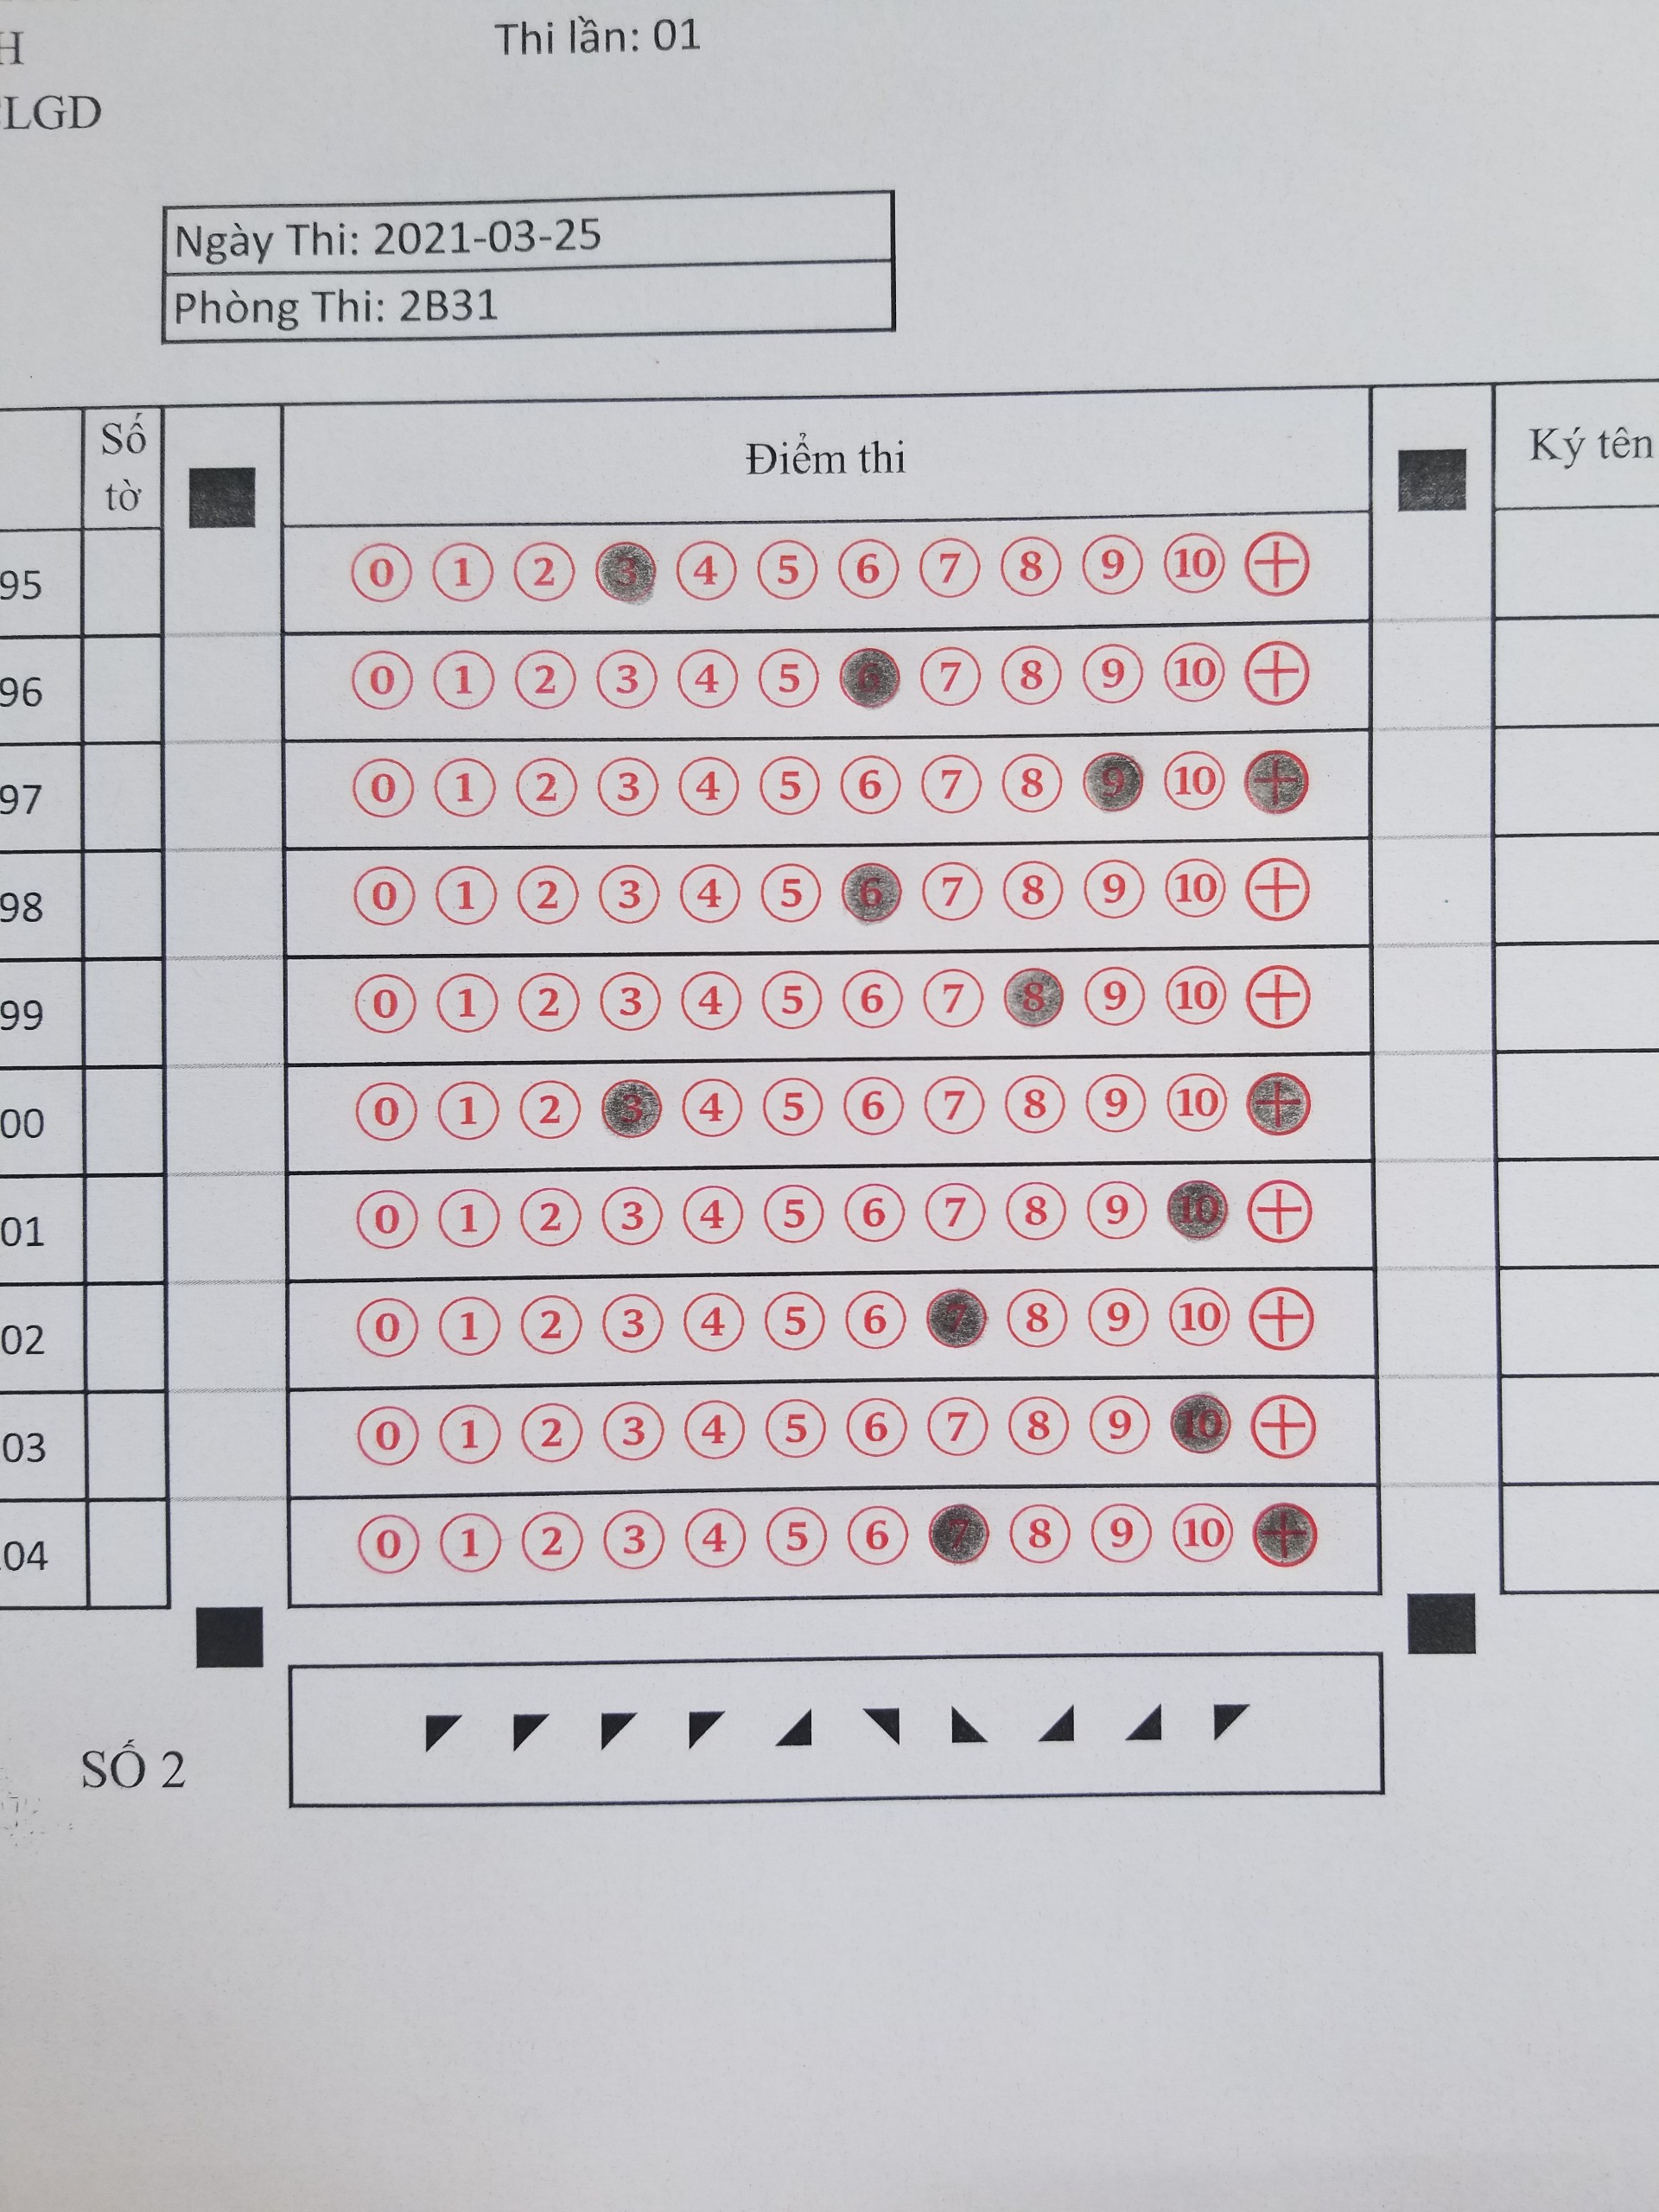 H
Thi lần: 01
LGD
Ngày Thi: 2021-03-25
Phòng Thi: 2B31
Số tờ
Điểm thi
Ký tên
95 0 1 2 3 4 5 6 7 8 9 10 +
96 0 1 2 3 4 5 6 7 8 9 10 +
97 0 1 2 3 4 5 6 7 8 9 10 +
98 0 1 2 3 4 5 6 7 8 9 10 +
99 0 1 2 3 4 5 6 7 8 9 10 +
00 0 1 2 3 4 5 6 7 8 9 10 +
01 0 1 2 3 4 5 6 7 8 9 10 +
02 0 1 2 3 4 5 6 7 8 9 10 +
03 0 1 2 3 4 5 6 7 8 9 10 +
04 0 1 2 3 4 5 6 7 8 9 10 +
SỐ 2